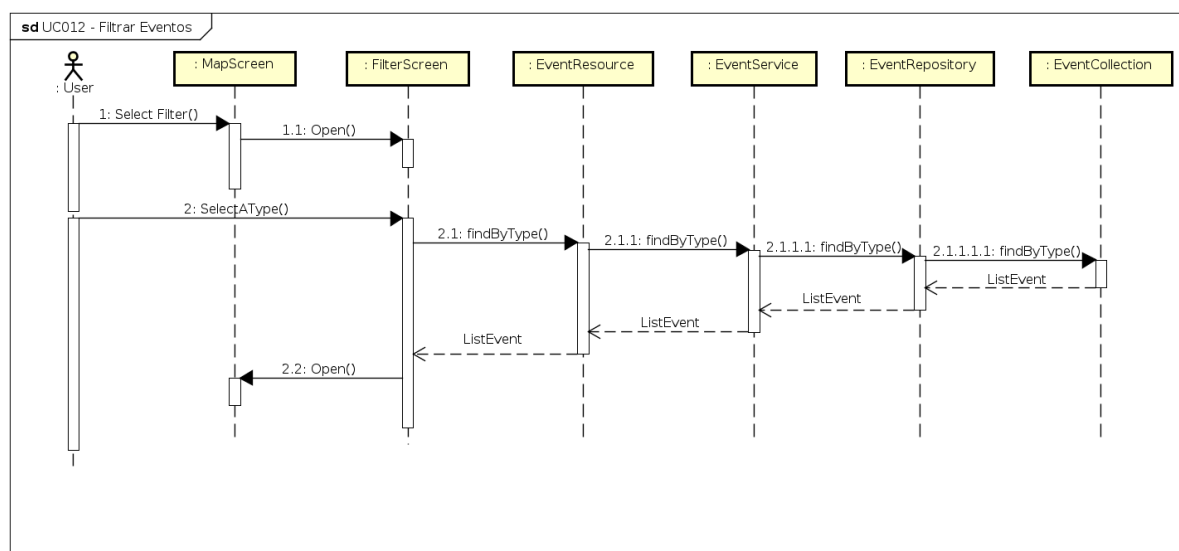 sd UC012 - Filtrar Eventos
: User
: MapScreen
: FilterScreen
: EventResource
: EventService
: EventRepository
: EventCollection
1: Select Filter()
1.1: Open()
2: SelectAType()
2.1: findByType()
2.1.1: findByType()
2.1.1.1: findByType()
2.1.1.1.1: findByType()
ListEvent
ListEvent
ListEvent
ListEvent
2.2: Open()